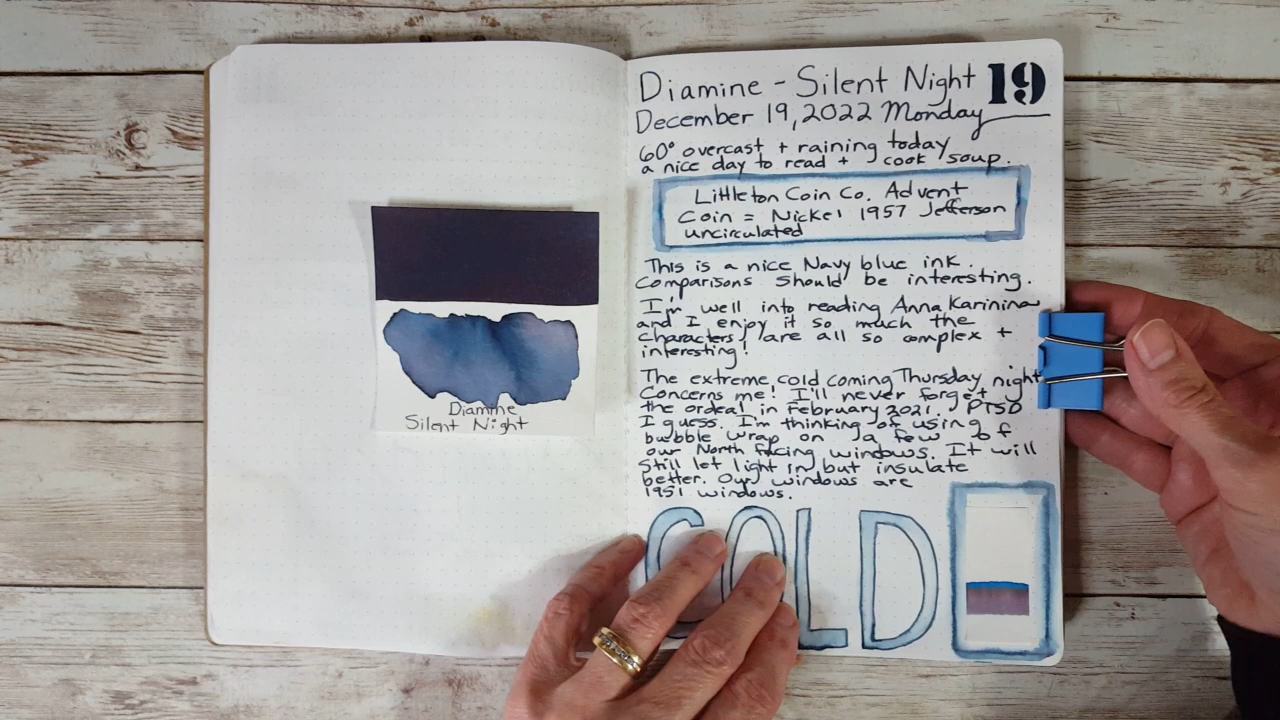 Diamine
Silent Night
Diamine - Silent Night 19
December 19, 2022 Monday
60° overcast + raining today
a nice day to read + cook soup.
Littleton Coin Co. Advent
Coin = Nickel 1957 Jefferson
uncirculated
This is a nice Navy blue ink.
Comparisons should be interesting.
I'm well into reading Anna Karinina
and I enjoy it so much the
characters, are all so complex +
interesting!
The extreme cold coming Thursday night
Concerns me! I'll never forget
the ordeal in February 2021. PTSD
I guess. I'm thinking of using
bubble wrap on a few of
our North facing windows. It will
Still let light in but insulate
better. Our windows are
1951 windows.
COLD